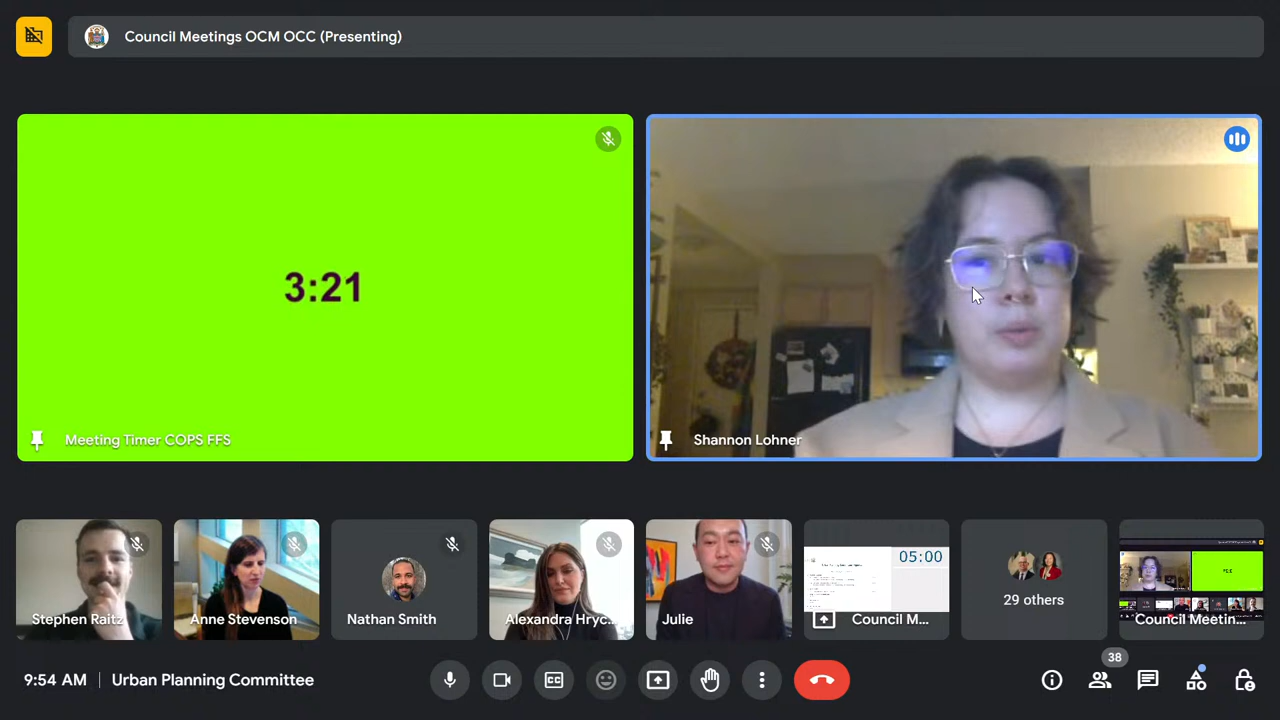 Council Meetings OCM OCC (Presenting)
3:21
Meeting Timer COPS FFS
Shannon Lohner
Stephen Raitz
Anne Stevenson
Nathan Smith
Alexandra Hryc...
Julie
05:00
Council M...
29 others
Council Meetin...
9:54 AM | Urban Planning Committee
38